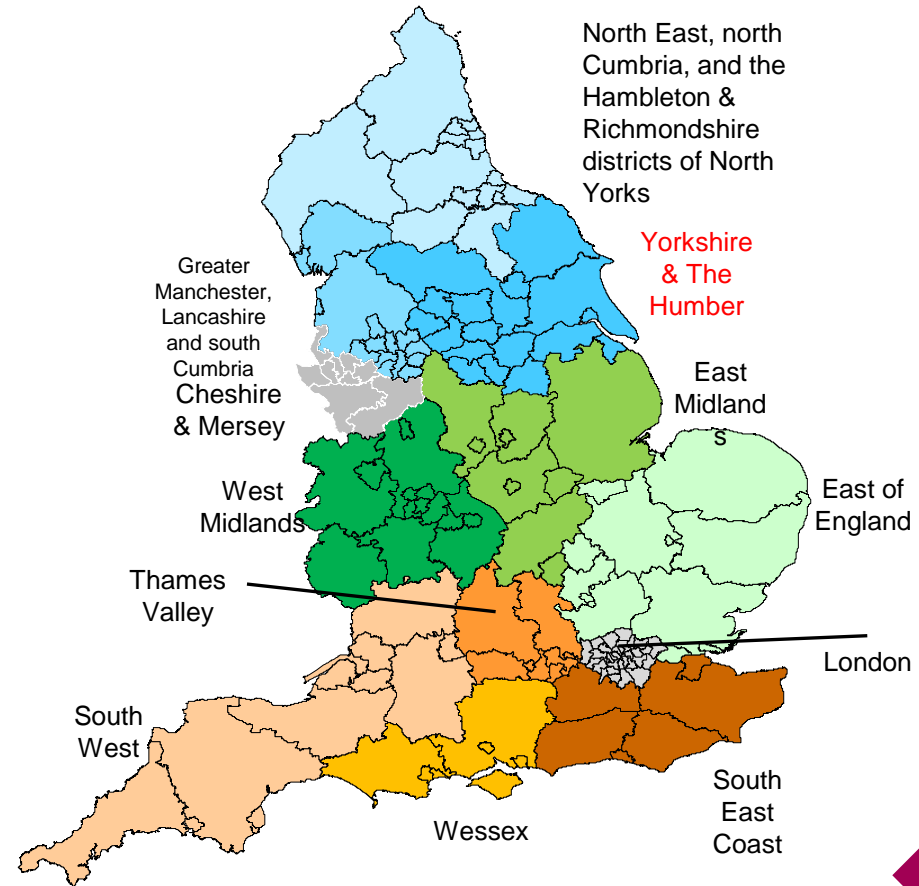 North East, north
Cumbria, and the
Hambleton &
Richmondshire
districts of North
Yorks
Yorkshire
& The
Humber
Greater
Manchester,
Lancashire
and south
Cumbria
Cheshire
& Mersey
East
Midland
s
West
Midlands
East of
England
Thames
Valley
London
South
West
South
East
Coast
Wessex